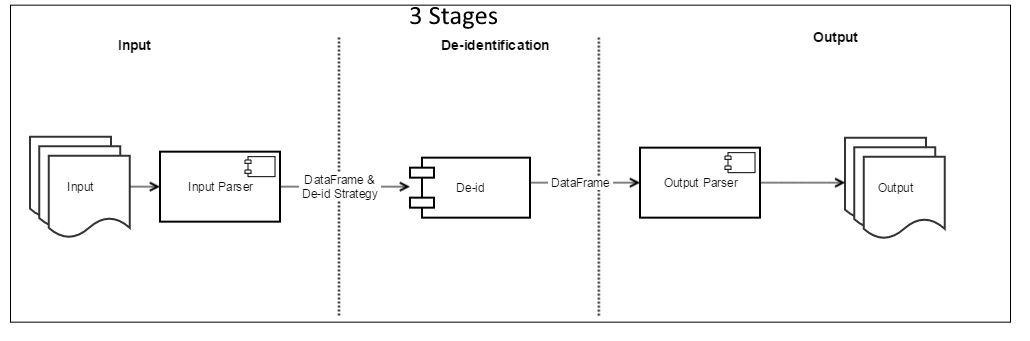 3 Stages
Input
De-identification
Output
Input
Input Parser
DataFrame &
De-id Strategy
De-id
DataFrame
Output Parser
Output